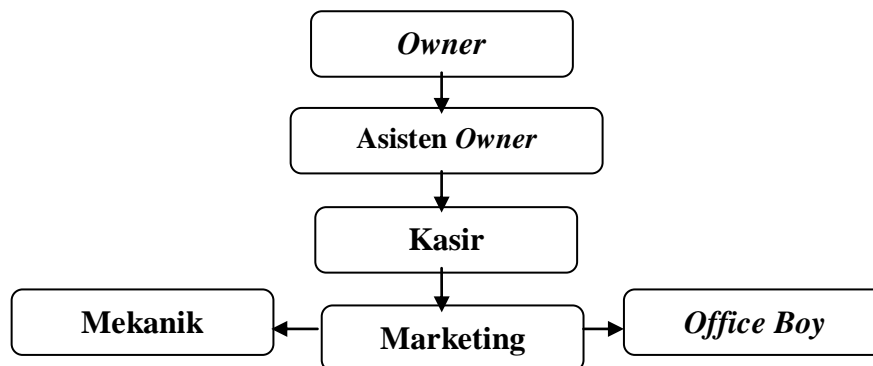 Owner
Asisten Owner
Kasir
Mekanik
Marketing
Office Boy